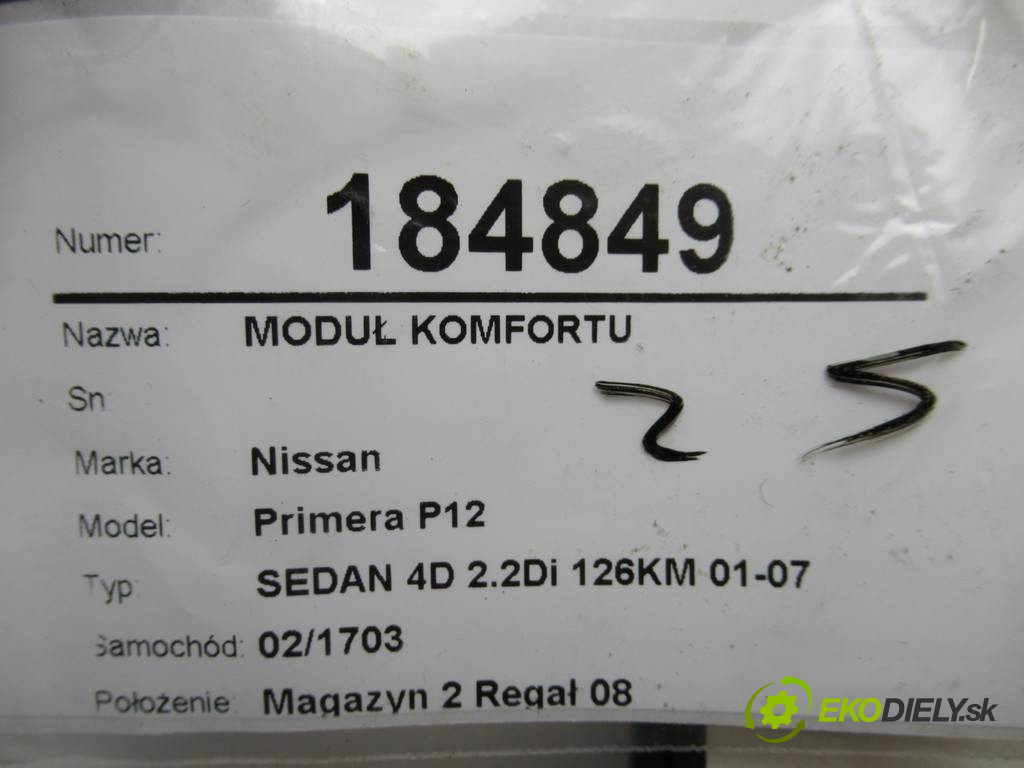 Numer: 184849
Nazwa: MODUŁ KOMFORTU
Sn
25
Marka: Nissan
Model: Primera P12
Typ: SEDAN 4D 2.2Di 126KM 01-07
Samochód: 02/1703
Położenie: Magazyn 2 Regał 08
EKODIELY.sk